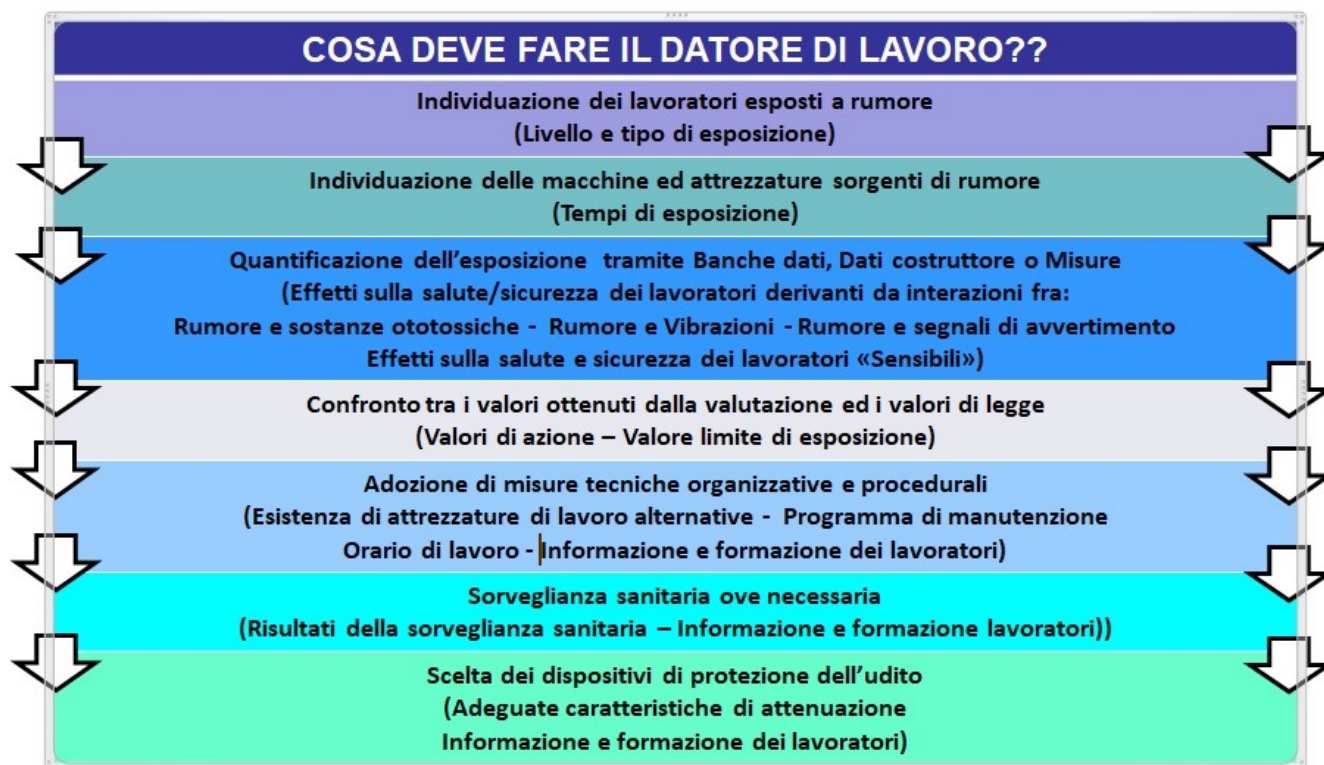 COSA DEVE FARE IL DATORE DI LAVORO??
Individuazione dei lavoratori esposti a rumore
(Livello e tipo di esposizione)
Individuazione delle macchine ed attrezzature sorgenti di rumore
(Tempi di esposizione)
Quantificazione dell'esposizione tramite Banche dati, Dati costruttore o Misure
(Effetti sulla salute/sicurezza dei lavoratori derivanti da interazioni fra:
Rumore e sostanze ototossiche - Rumore e Vibrazioni - Rumore e segnali di avvertimento
Effetti sulla salute e sicurezza dei lavoratori «Sensibili»)
Confronto tra i valori ottenuti dalla valutazione ed i valori di legge
(Valori di azione – Valore limite di esposizione)
Adozione di misure tecniche organizzative e procedurali
(Esistenza di attrezzature di lavoro alternative - Programma di manutenzione
Orario di lavoro - Informazione e formazione dei lavoratori)
Sorveglianza sanitaria ove necessaria
(Risultati della sorveglianza sanitaria – Informazione e formazione lavoratori))
Scelta dei dispositivi di protezione dell'udito
(Adeguate caratteristiche di attenuazione
Informazione e formazione dei lavoratori)